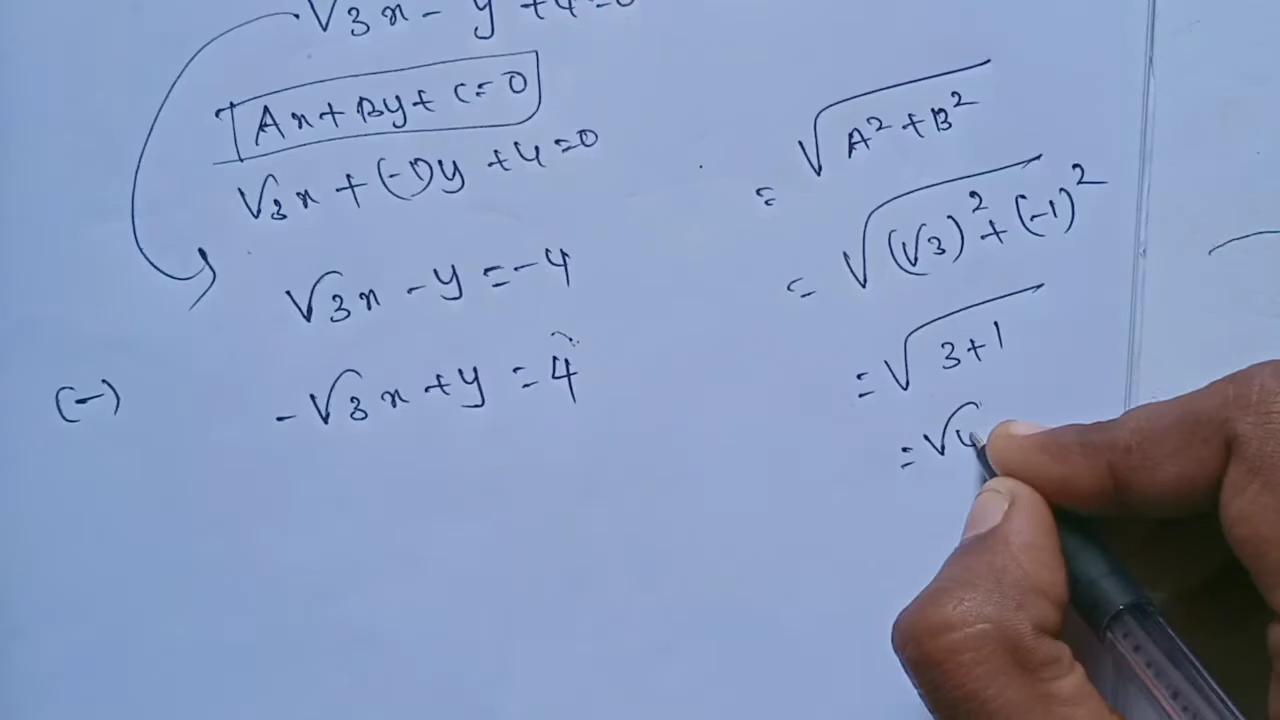 √3x - y + 4 = 0
Ax + By + C = 0
√3x + (-1)y + 4 = 0
√3x - y = -4
(-) -√3x + y = 4
= √A² + B²
= √(√3)² + (-1)²
= √3 + 1
= √4